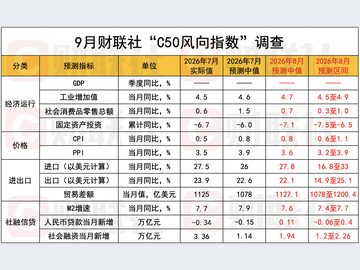 9月财联社“C50风向指数”调查
分类 预测指标 单位 2026年7月实际值 2026年7月预测中值 2026年8月预测中值 2026年8月预测区间
经济运行
GDP 季度同比，%
工业增加值 当月同比，% 4.5 4.6 4.7 4.5至4.9
社会消费品零售总额 当月同比，% 0.6 1.5 0.7 0.3至1.0
固定资产投资 累计同比，% -6.7 -6.0 -7.1 -7.5至-6.5
价格
CPI 当月同比，% 0.5 0.8 0.8 0.6至1.1
PPI 当月同比，% 3.5 3.9 3.6 3.2至3.9
进出口
进口（以美元计算） 当月同比，% 27.5 26 27.8 16.8至33
出口（以美元计算） 当月同比，% 23.9 22.6 22.1 14.9至25.1
贸易差额 当月值，亿美元 1125 1078 1127.1 1078至1200.4
社融信贷
M2增速 当月同比，% 7.7 7.9 7.6 7.4至7.7
人民币贷款当月新增 万亿元 -0.34 -0.15 0.11 -0.06至0.4
社会融资当月新增 万亿元 3.36 1.14 1.94 1.2至2.26